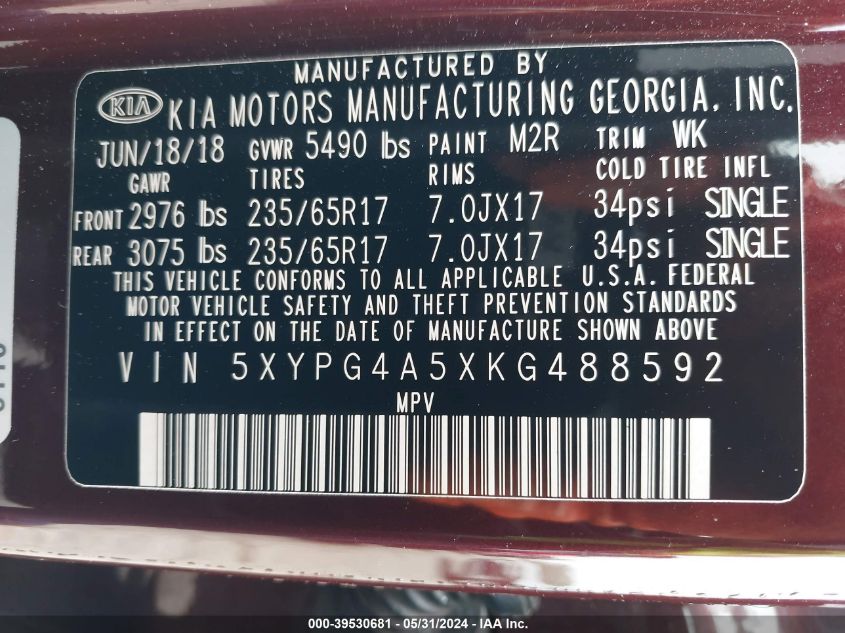 MANUFACTURED BY
KIA KIA MOTORS MANUFACTURING GEORGIA, INC.
JUN/18/18 GVWR 5490 lbs PAINT M2R TRIM WK
GAWR TIRES RIMS COLD TIRE INFL
FRONT 2976 lbs 235/65R17 7.0JX17 34psi SINGLE
REAR 3075 lbs 235/65R17 7.0JX17 34psi SINGLE
THIS VEHICLE CONFORMS TO ALL APPLICABLE U.S.A. FEDERAL
MOTOR VEHICLE SAFETY AND THEFT PREVENTION STANDARDS
IN EFFECT ON THE DATE OF MANUFACTURE SHOWN ABOVE
VIN 5XYPG4A5XKG488592
MPV
000-39530681 - 05/31/2024 - IAA Inc.